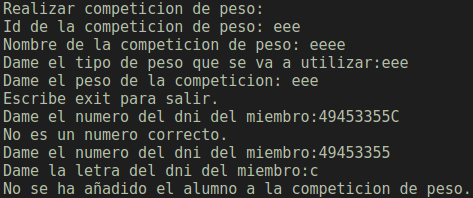 Realizar competicion de peso:
Id de la competicion de peso: eee
Nombre de la competicion de peso: eeee
Dame el tipo de peso que se va a utilizar:eee
Dame el peso de la competicion: eee
Escribe exit para salir.
Dame el numero del dni del miembro:49453355C
No es un numero correcto.
Dame el numero del dni del miembro:49453355
Dame la letra del dni del miembro:c
No se ha añadido el alumno a la competicion de peso.